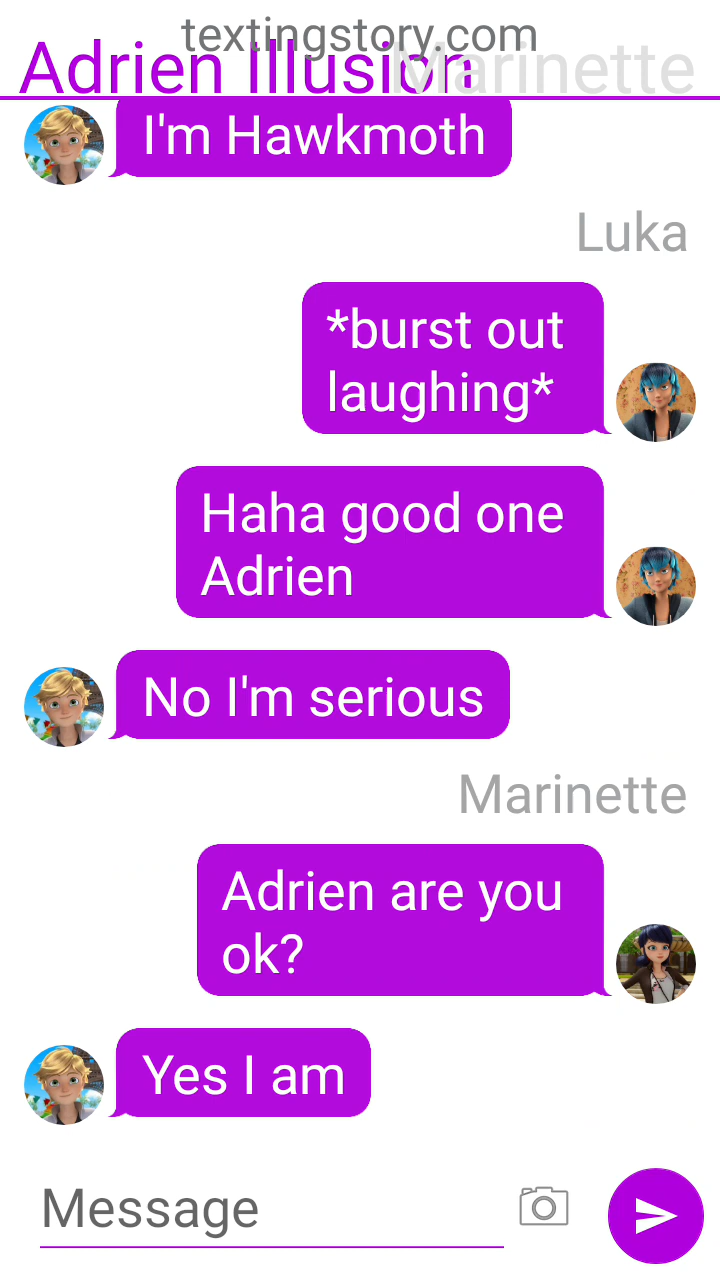 textingstory.com
Adrien Illusion Marinette
I'm Hawkmoth
Luka
*burst out
laughing*
Haha good one
Adrien
No I'm serious
Marinette
Adrien are you
ok?
Yes I am
Message